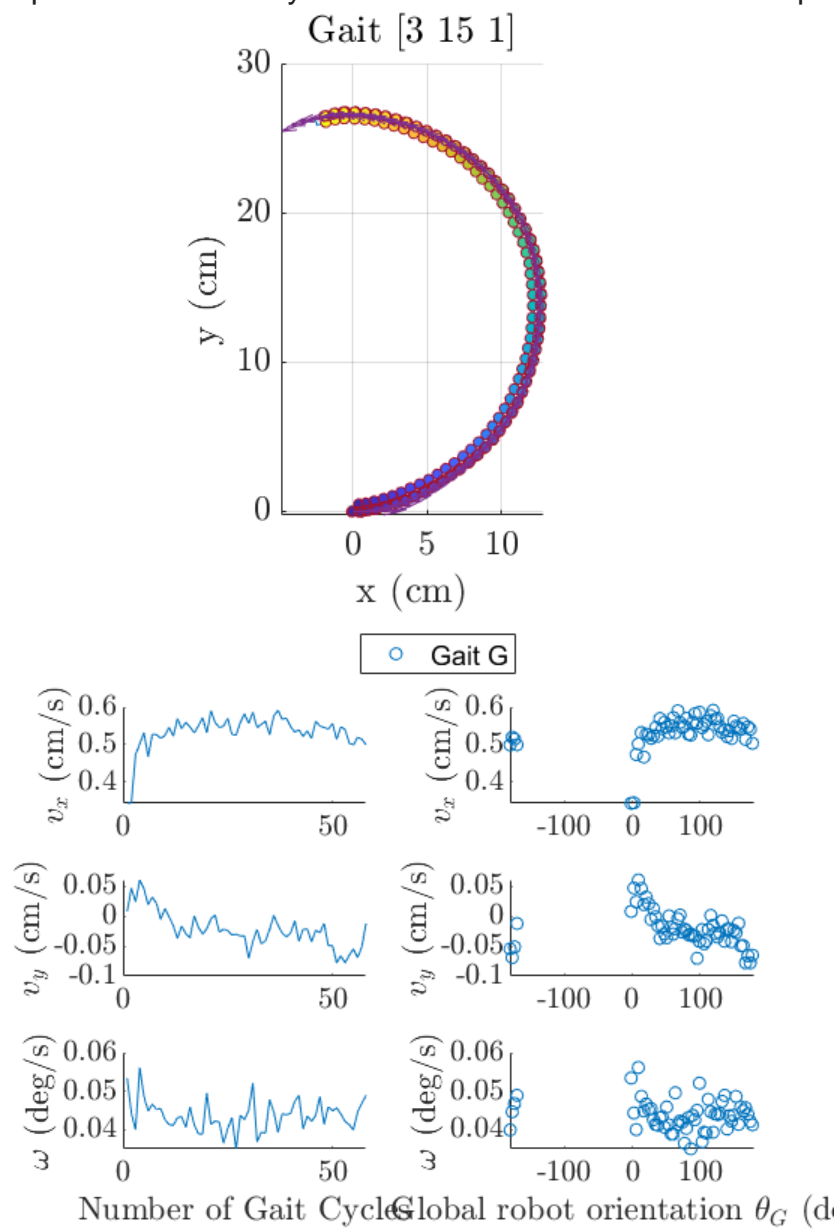 Gait [3 15 1]
30
20
10
0
y (cm)
0 5 10
x (cm)
Gait G
0.6
0.5
0.4
v_x (cm/s)
0 50
0.6
0.5
0.4
v_x (cm/s)
-100 0 100
0.05
0
-0.05
-0.1
v_y (cm/s)
0 50
0.05
0
-0.05
-0.1
v_y (cm/s)
-100 0 100
0.06
0.05
0.04
ω (deg/s)
0 50
0.06
0.05
0.04
ω (deg/s)
-100 0 100
Number of Gait Cycles
Global robot orientation θ_G (de